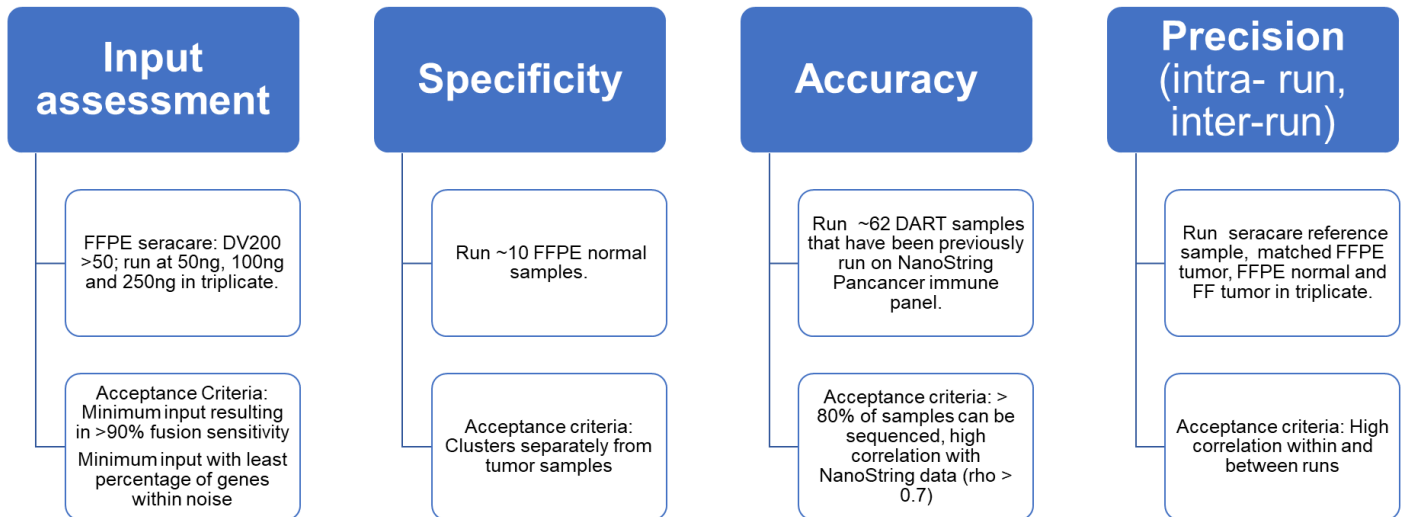 Input
assessment
FFPE seracare: DV200
>50; run at 50ng, 100ng
and 250ng in triplicate.
Acceptance Criteria:
Minimum input resulting
in >90% fusion sensitivity
Minimum input with least
percentage of genes
within noise
Specificity
Run ~10 FFPE normal
samples.
Acceptance criteria:
Clusters separately from
tumor samples
Accuracy
Run ~62 DART samples
that have been previously
run on NanoString
Pancancer immune
panel.
Acceptance criteria: >
80% of samples can be
sequenced, high
correlation with
NanoString data (rho >
0.7)
Precision
(intra- run,
inter-run)
Run seracare reference
sample, matched FFPE
tumor, FFPE normal and
FF tumor in triplicate.
Acceptance criteria: High
correlation within and
between runs